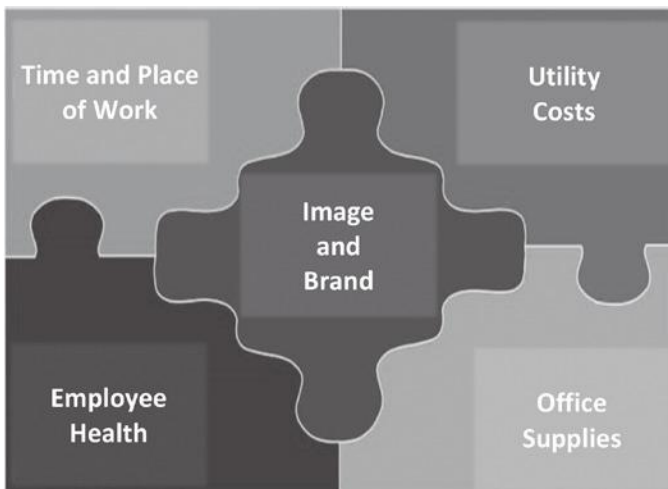 Time and Place
of Work
Utility
Costs
Image
and
Brand
Employee
Health
Office
Supplies